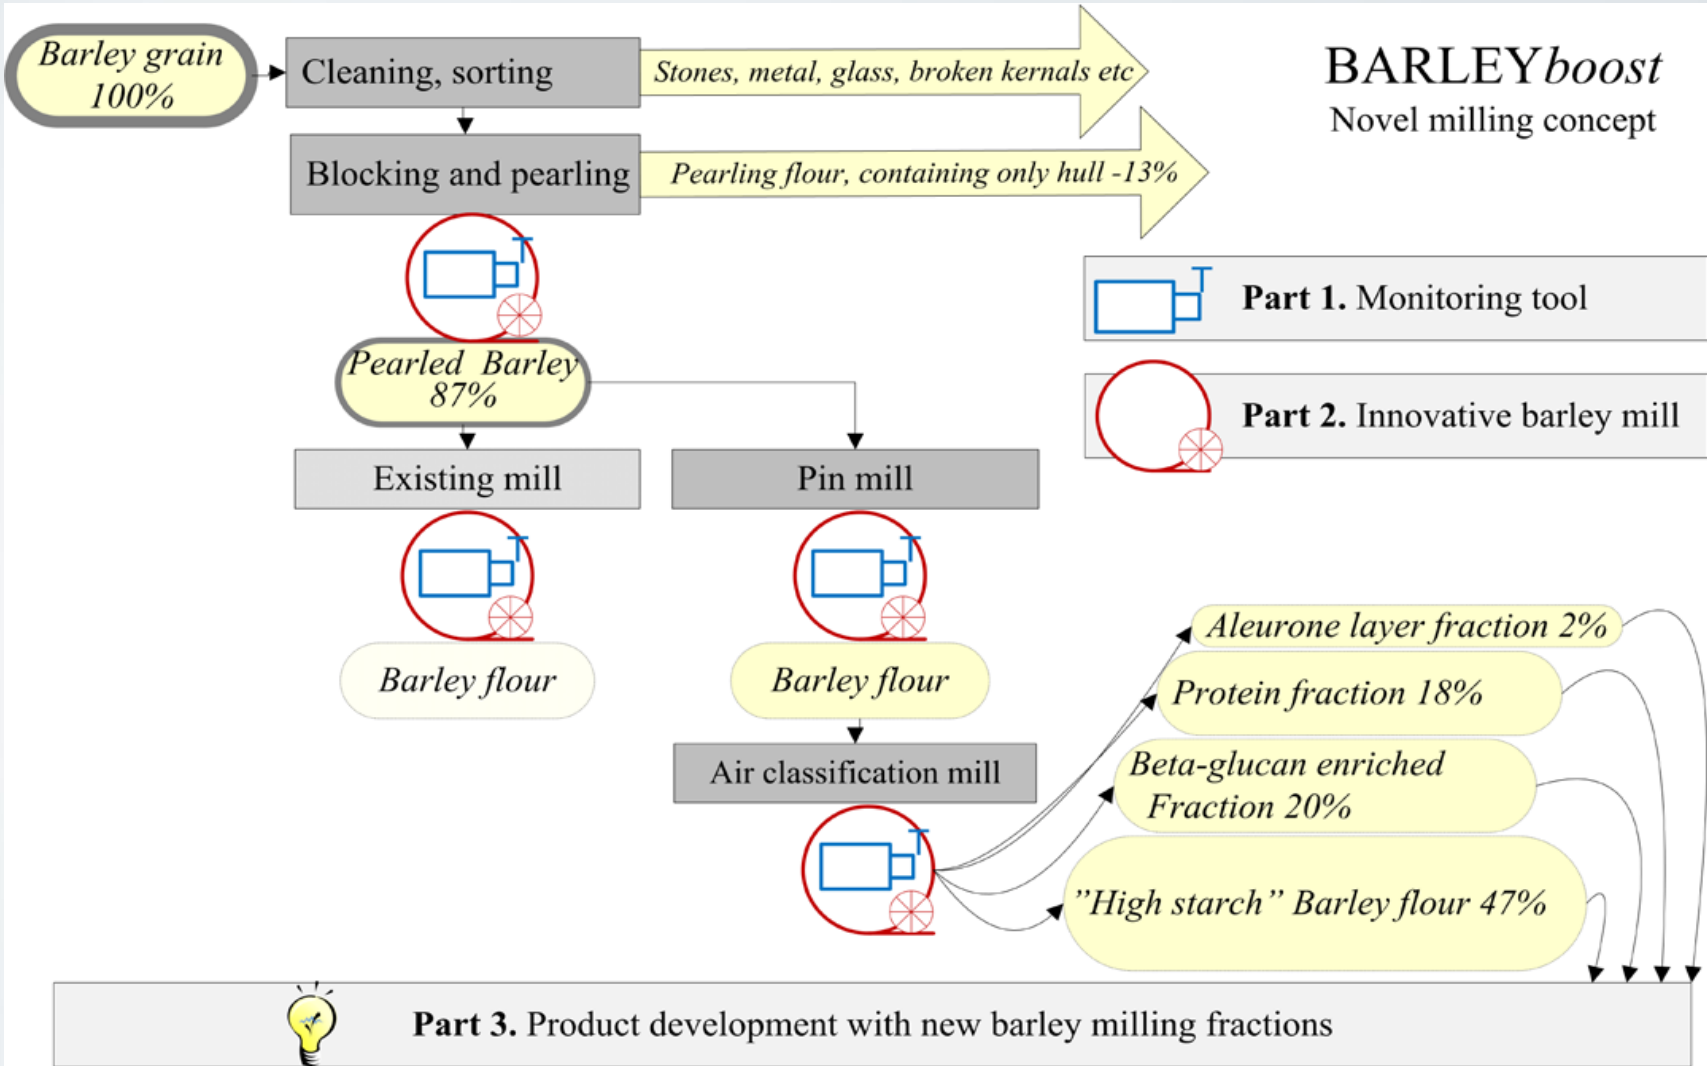 Barley grain
100%
Cleaning, sorting
Stones, metal, glass, broken kernals etc
BARLEYboost
Novel milling concept
Blocking and pearling
Pearling flour, containing only hull -13%
Part 1. Monitoring tool
Pearled Barley
87%
Part 2. Innovative barley mill
Existing mill
Pin mill
Barley flour
Barley flour
Air classification mill
Aleurone layer fraction 2%
Protein fraction 18%
Beta-glucan enriched
Fraction 20%
”High starch” Barley flour 47%
Part 3. Product development with new barley milling fractions